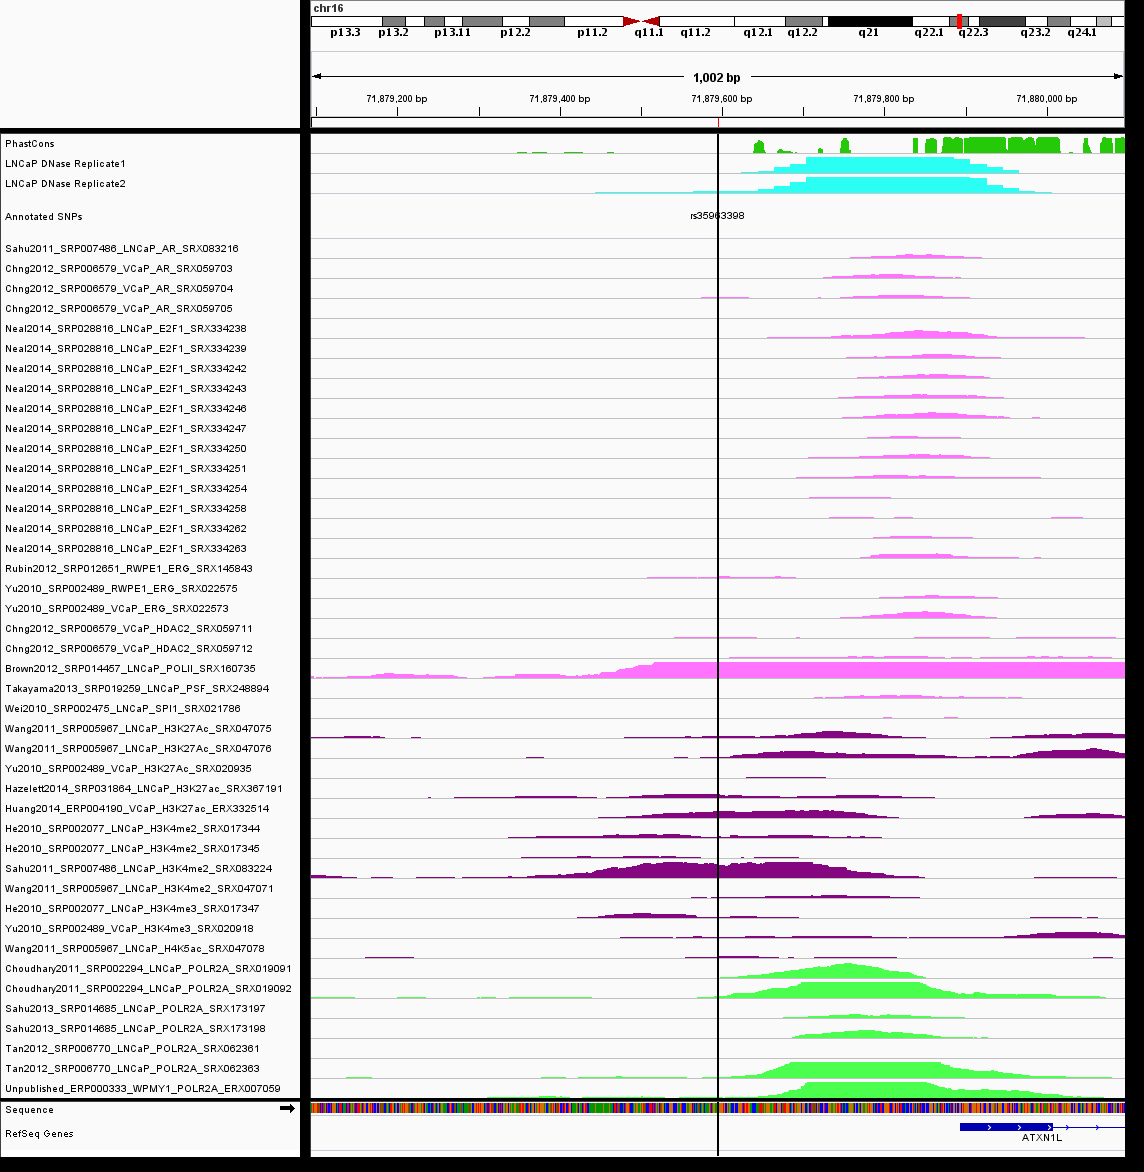 chr16
p13.3 p13.2 p13.11 p12.2 p11.2 q11.1 q11.2 q12.1 q12.2 q21 q22.1 q22.3 q23.2 q24.1
1,002 bp
71,879,200 bp 71,879,400 bp 71,879,600 bp 71,879,800 bp 71,880,000 bp
PhastCons
LNCaP DNase Replicate1
LNCaP DNase Replicate2
Annotated SNPs rs35963398
Sahu2011_SRP007486_LNCaP_AR_SRX083216
Chng2012_SRP006579_VCaP_AR_SRX059703
Chng2012_SRP006579_VCaP_AR_SRX059704
Chng2012_SRP006579_VCaP_AR_SRX059705
Neal2014_SRP028816_LNCaP_E2F1_SRX334238
Neal2014_SRP028816_LNCaP_E2F1_SRX334239
Neal2014_SRP028816_LNCaP_E2F1_SRX334242
Neal2014_SRP028816_LNCaP_E2F1_SRX334243
Neal2014_SRP028816_LNCaP_E2F1_SRX334246
Neal2014_SRP028816_LNCaP_E2F1_SRX334247
Neal2014_SRP028816_LNCaP_E2F1_SRX334250
Neal2014_SRP028816_LNCaP_E2F1_SRX334251
Neal2014_SRP028816_LNCaP_E2F1_SRX334254
Neal2014_SRP028816_LNCaP_E2F1_SRX334258
Neal2014_SRP028816_LNCaP_E2F1_SRX334262
Neal2014_SRP028816_LNCaP_E2F1_SRX334263
Rubin2012_SRP012651_RWPE1_ERG_SRX145843
Yu2010_SRP002489_RWPE1_ERG_SRX022575
Yu2010_SRP002489_VCaP_ERG_SRX022573
Chng2012_SRP006579_VCaP_HDAC2_SRX059711
Chng2012_SRP006579_VCaP_HDAC2_SRX059712
Brown2012_SRP014457_LNCaP_POLII_SRX160735
Takayama2013_SRP019259_LNCaP_PSF_SRX248894
Wei2010_SRP002475_LNCaP_SPI1_SRX021786
Wang2011_SRP005967_LNCaP_H3K27Ac_SRX047075
Wang2011_SRP005967_LNCaP_H3K27Ac_SRX047076
Yu2010_SRP002489_VCaP_H3K27Ac_SRX020935
Hazelett2014_SRP031864_LNCaP_H3K27ac_SRX367191
Huang2014_ERP004190_VCaP_H3K27ac_ERX332514
He2010_SRP002077_LNCaP_H3K4me2_SRX017344
He2010_SRP002077_LNCaP_H3K4me2_SRX017345
Sahu2011_SRP007486_LNCaP_H3K4me2_SRX083224
Wang2011_SRP005967_LNCaP_H3K4me2_SRX047071
He2010_SRP002077_LNCaP_H3K4me3_SRX017347
Yu2010_SRP002489_VCaP_H3K4me3_SRX020918
Wang2011_SRP005967_LNCaP_H4K5ac_SRX047078
Choudhary2011_SRP002294_LNCaP_POLR2A_SRX019091
Choudhary2011_SRP002294_LNCaP_POLR2A_SRX019092
Sahu2013_SRP014685_LNCaP_POLR2A_SRX173197
Sahu2013_SRP014685_LNCaP_POLR2A_SRX173198
Tan2012_SRP006770_LNCaP_POLR2A_SRX062361
Tan2012_SRP006770_LNCaP_POLR2A_SRX062363
Unpublished_ERP000333_WPMY1_POLR2A_ERX007059
Sequence
RefSeq Genes
ATXN1L